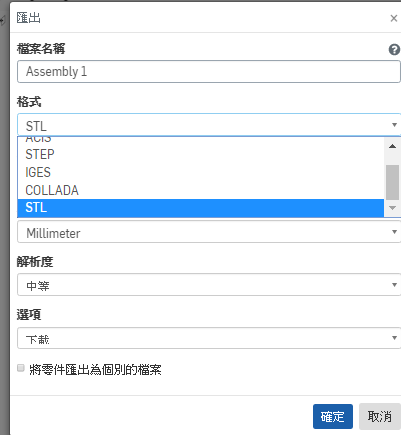 匯出
檔案名稱
Assembly 1
格式
STL
ACIS
STEP
IGES
COLLADA
STL
Millimeter
解析度
中等
選項
下載
將零件匯出為個別的檔案
確定 取消